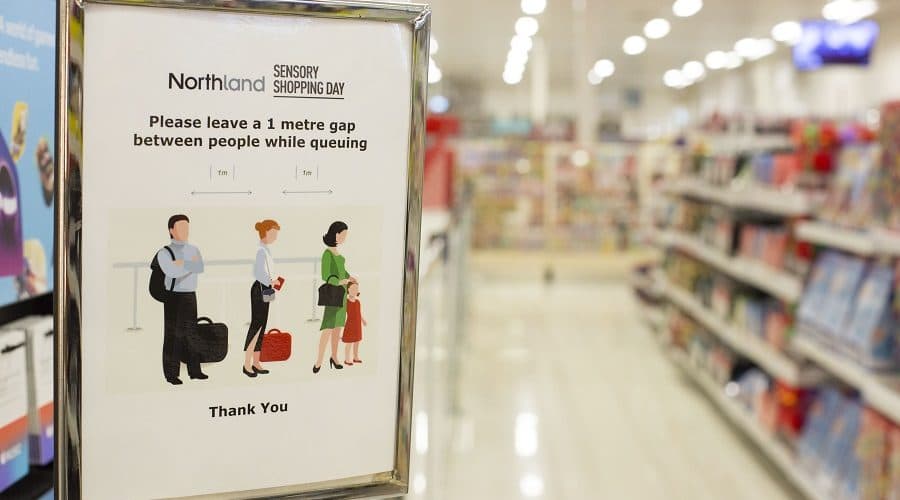 Northland SENSORY
SHOPPING DAY
Please leave a 1 metre gap
between people while queuing
1m 1m
Thank You